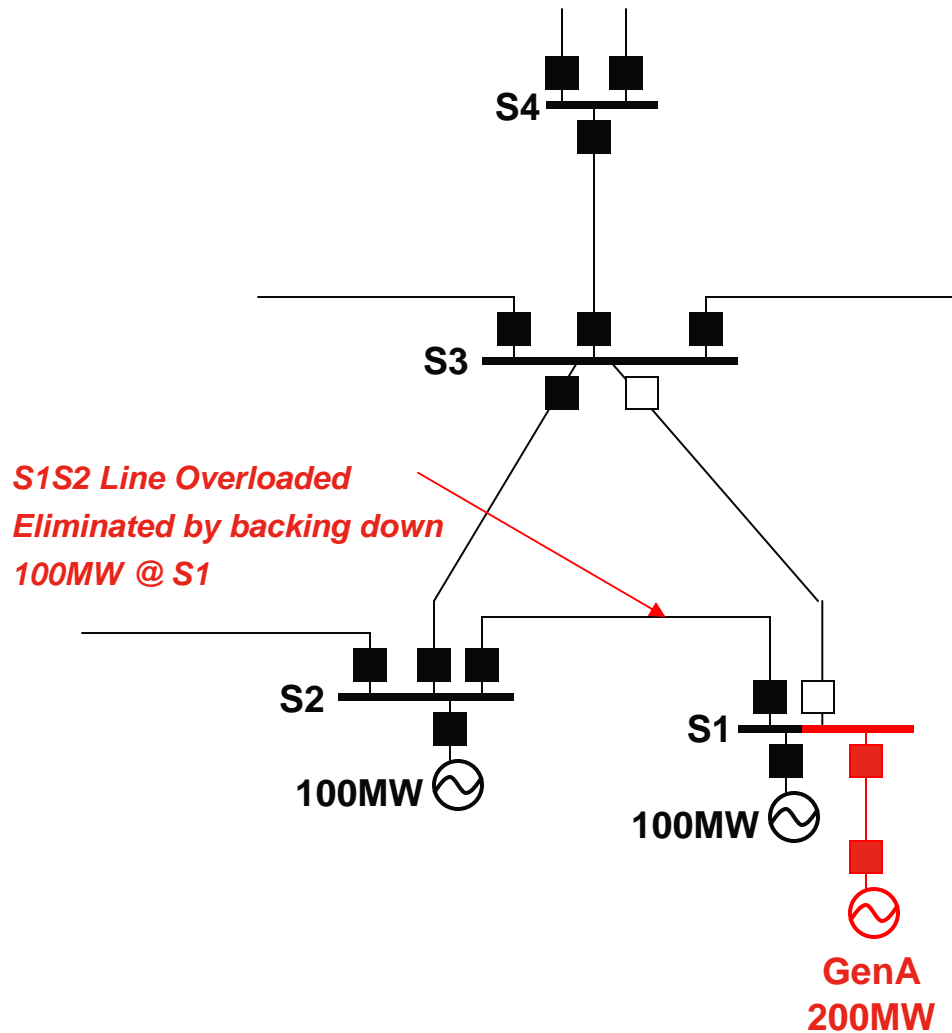 S4
S3
S1S2 Line Overloaded
Eliminated by backing down
100MW @ S1
S2
S1
100MW
100MW
GenA
200MW